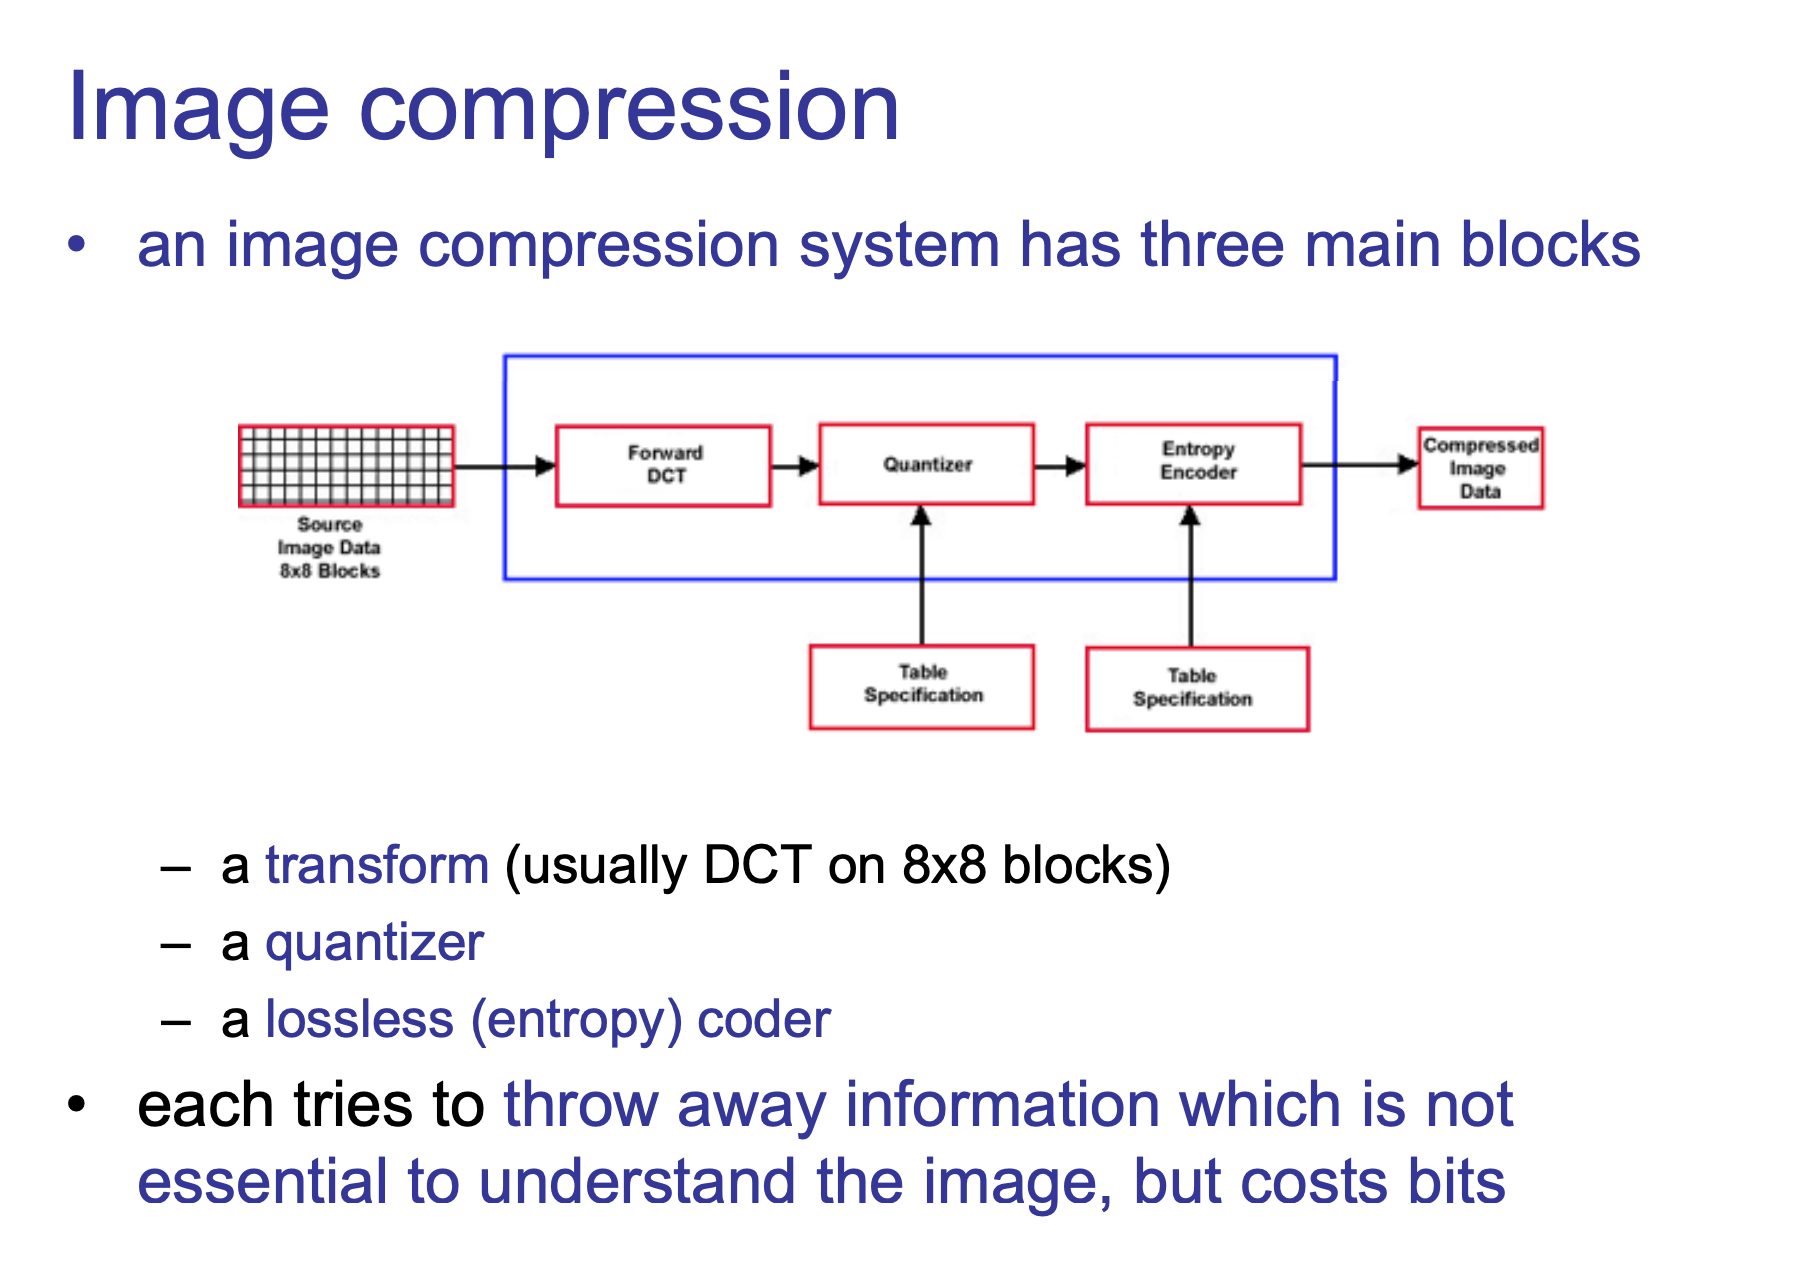 Image compression
• an image compression system has three main blocks
Source
Image Data
8x8 Blocks
Forward
DCT
Quantizer
Entropy
Encoder
Compressed
Image
Data
Table
Specification
Table
Specification
– a transform (usually DCT on 8x8 blocks)
– a quantizer
– a lossless (entropy) coder
• each tries to throw away information which is not
essential to understand the image, but costs bits